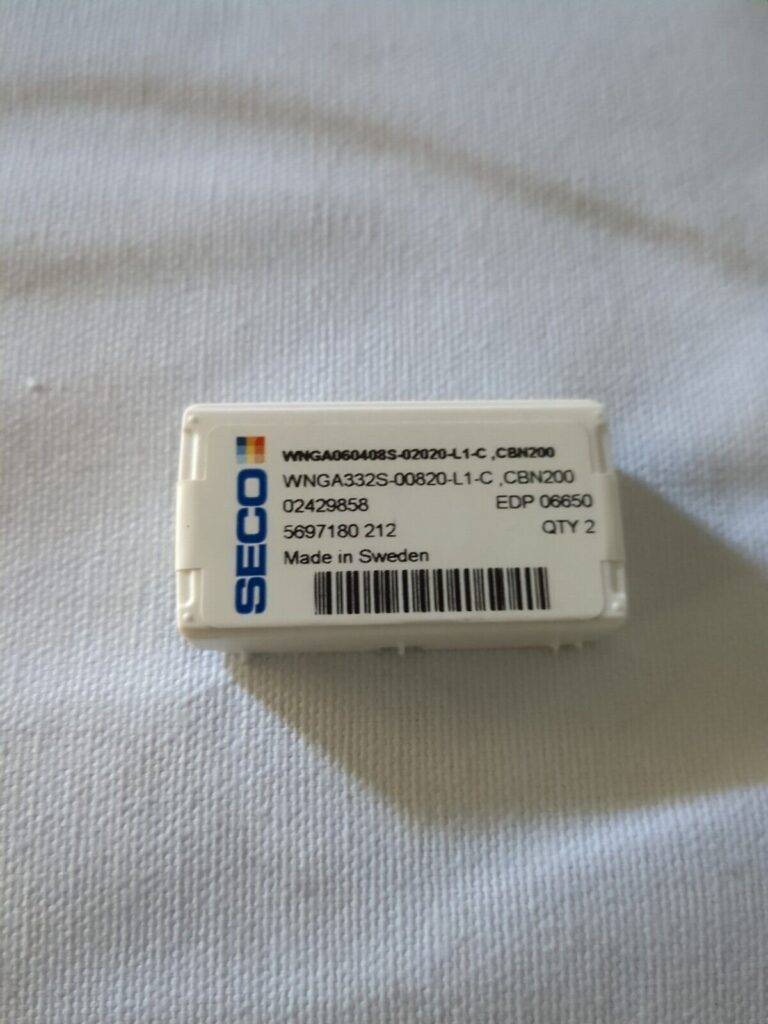 SECO
WNGA060408S-02020-L1-C ,CBN200
WNGA332S-00820-L1-C ,CBN200
02429858 EDP 06650
5697180 212 QTY 2
Made in Sweden